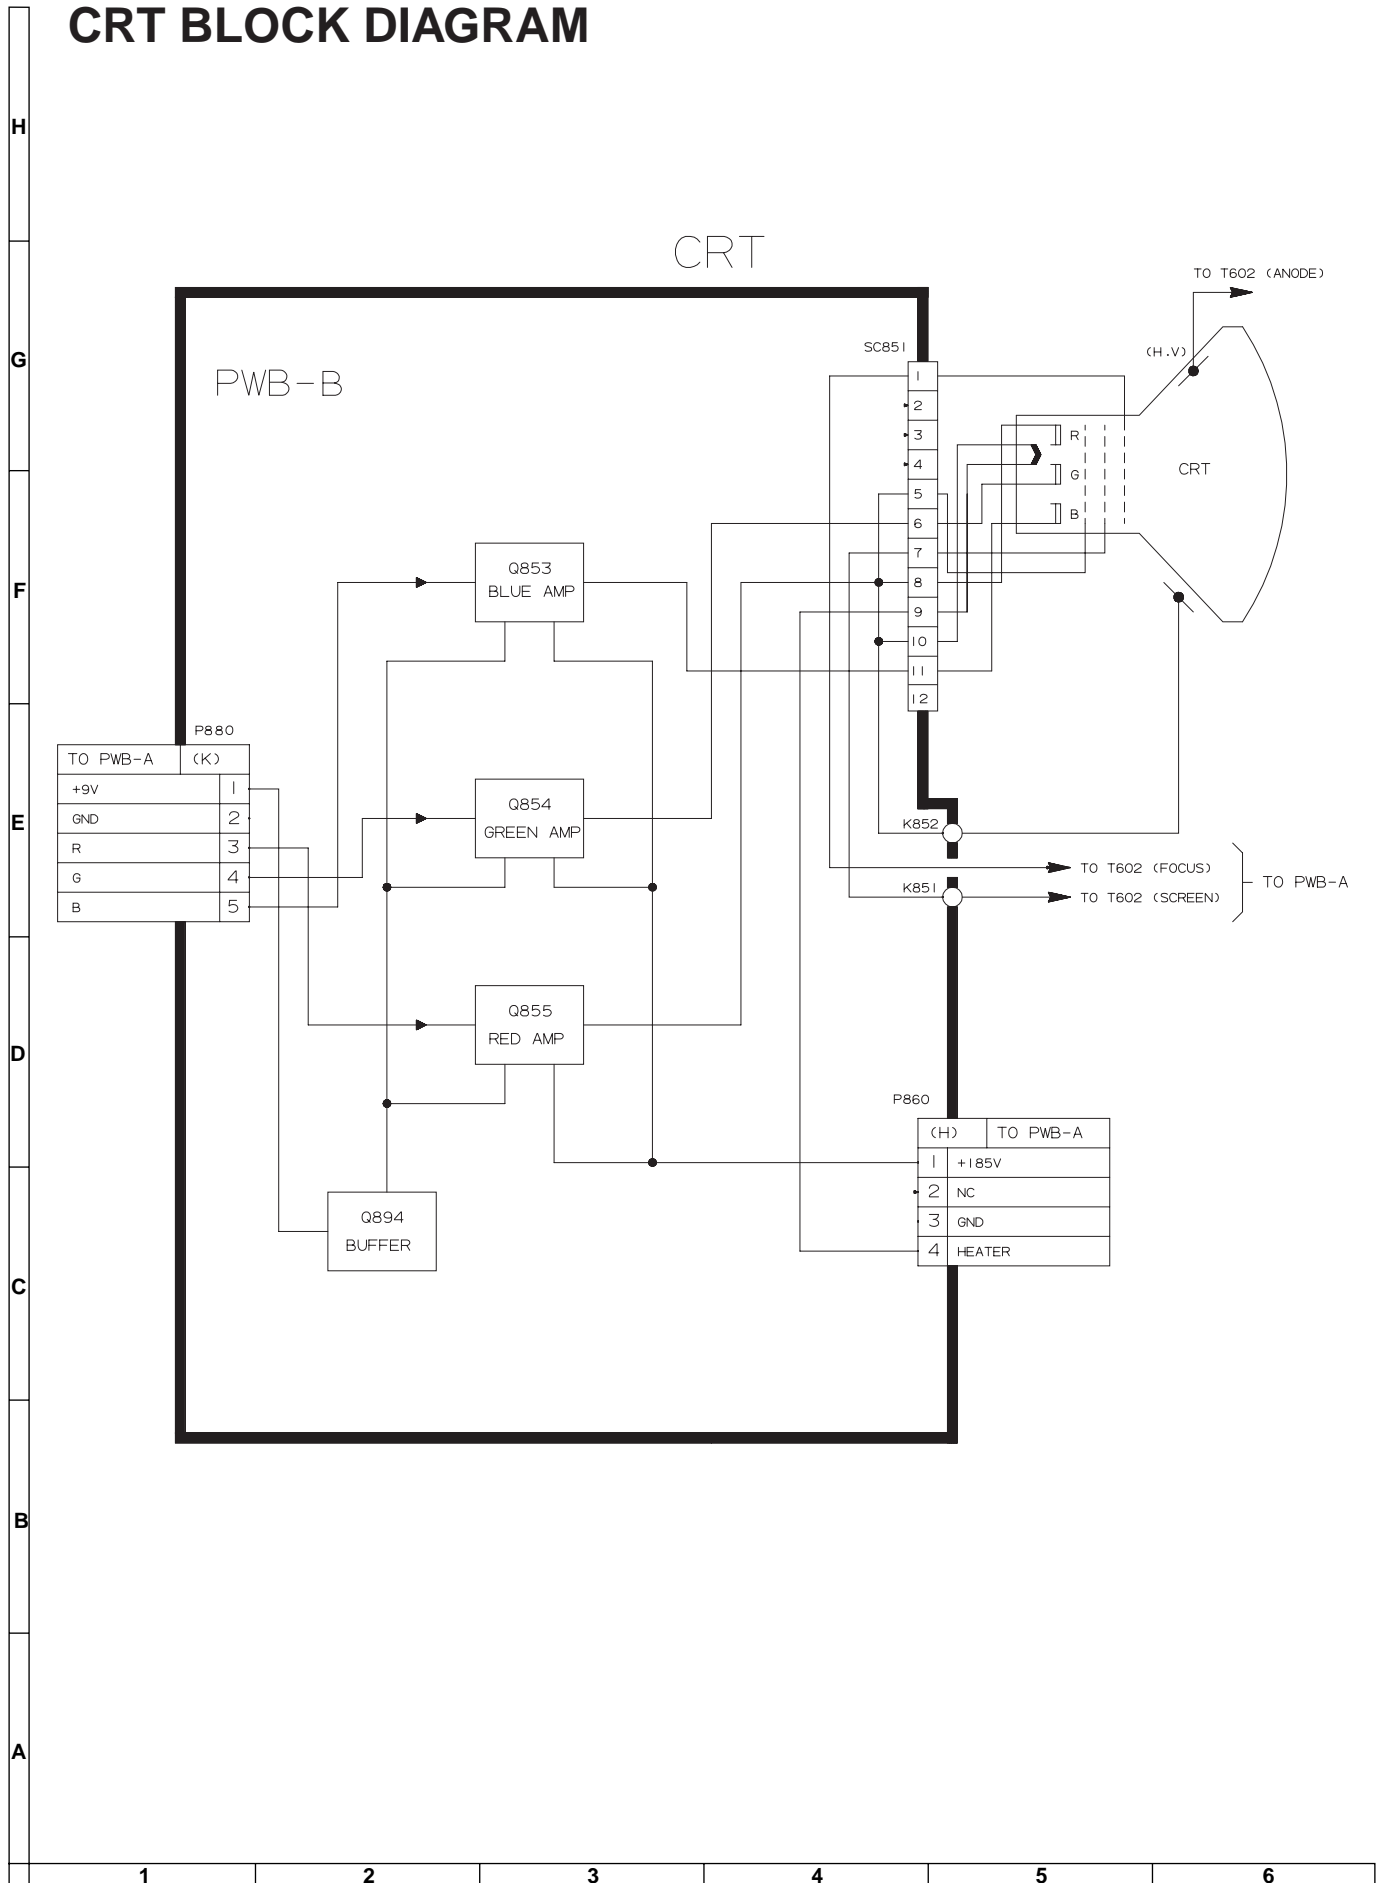 CRT BLOCK DIAGRAM
H
CRT
TO T602 (ANODE)
G
SC851
(H.V)
PWB-B
1
2
3
4
5
6
7
8
9
10
11
12
R
G
B
CRT
F
Q853
BLUE AMP
P880
TO PWB-A (K)
+9V 1
GND 2
R 3
G 4
B 5
E
Q854
GREEN AMP
K852
TO T602 (FOCUS)
K851
TO T602 (SCREEN)
TO PWB-A
Q855
RED AMP
D
P860
(H) TO PWB-A
1 +185V
2 NC
3 GND
4 HEATER
Q894
BUFFER
C
B
A
1 2 3 4 5 6